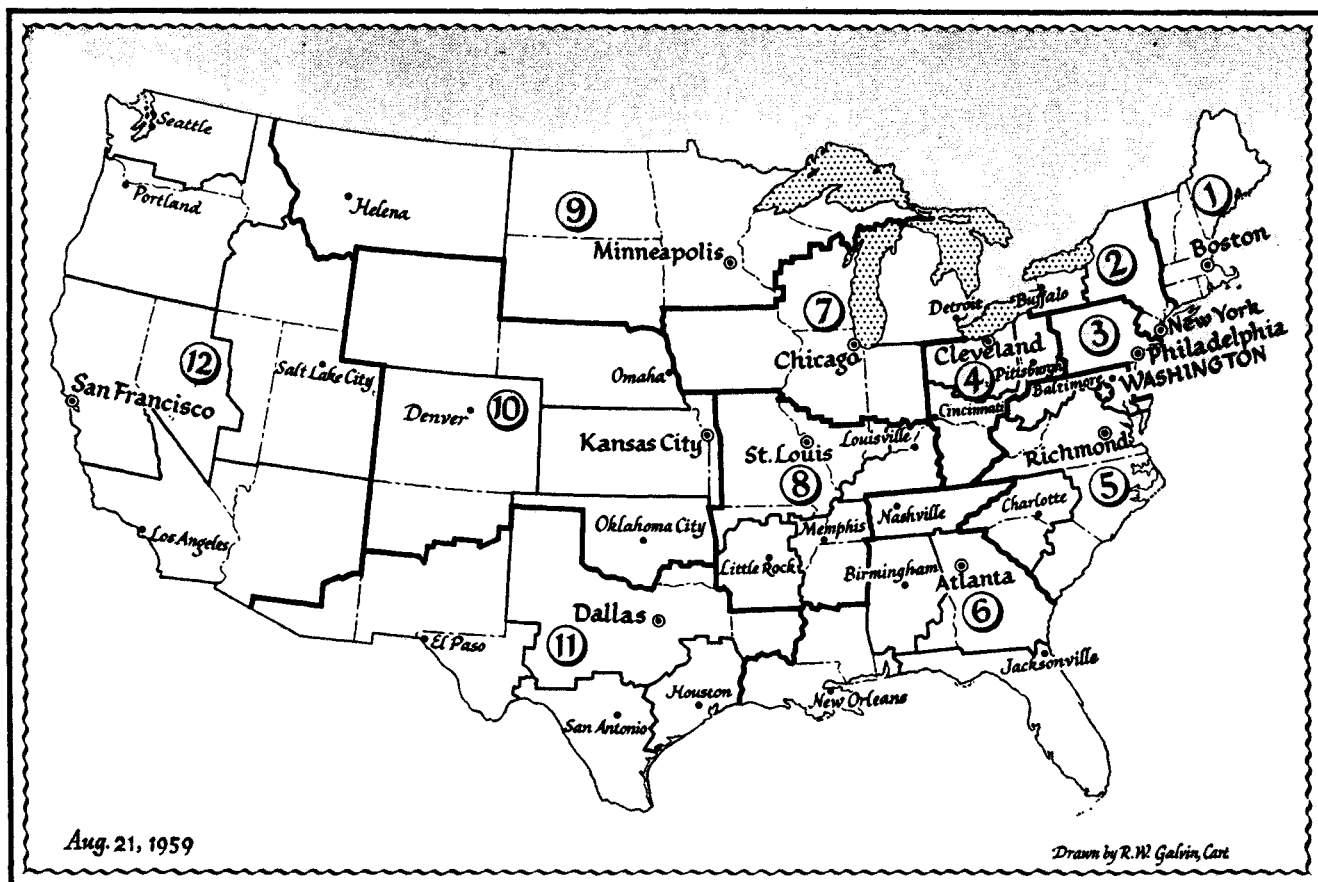 Seattle
Portland
Helena
9
Minneapolis
1
Boston
2
Detroit
Buffalo
7
Chicago
New York
3
Philadelphia
Cleveland
Pittsburgh
4
Baltimore
WASHINGTON
Cincinnati
12
Salt Lake City
San Francisco
Omaha
Denver
10
Kansas City
St. Louis
Louisville
8
Richmond
5
Los Angeles
Oklahoma City
Memphis
Nashville
Charlotte
Little Rock
Birmingham
Atlanta
6
Dallas
11
El Paso
Houston
San Antonio
New Orleans
Jacksonville
Aug. 21, 1959
Drawn by R.W. Galvin, Cart